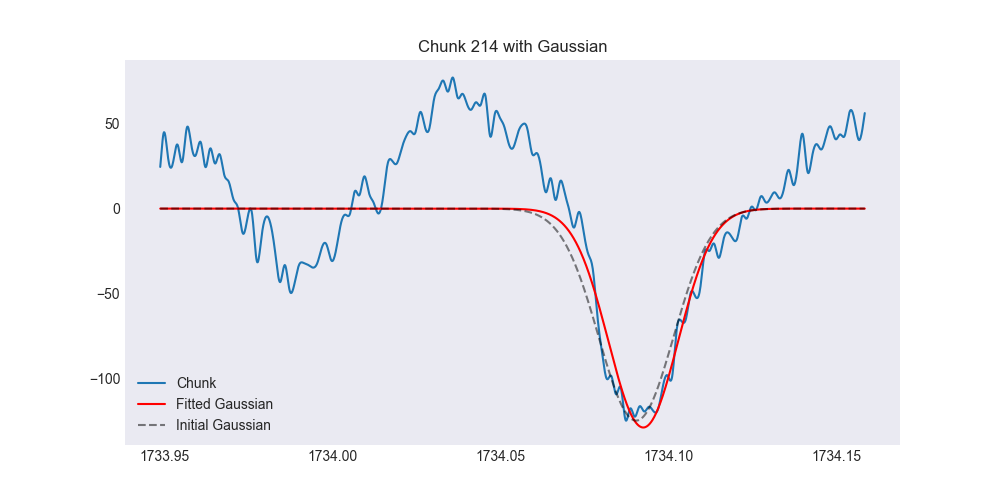 Chunk 214 with Gaussian
50
0
−50
−100
Chunk
Fitted Gaussian
Initial Gaussian
1733.95 1734.00 1734.05 1734.10 1734.15